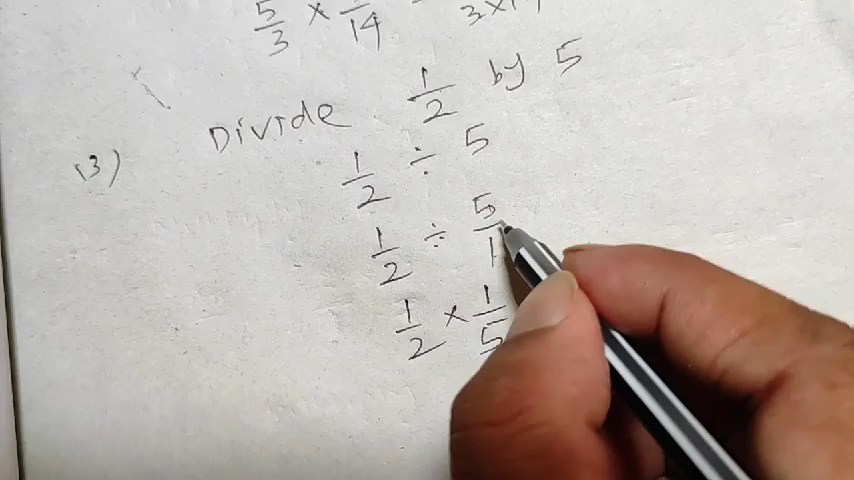 5/3 × /14
(3) Divide 1/2 by 5
1/2 ÷ 5
1/2 ÷ 5/1
1/2 × 1/5